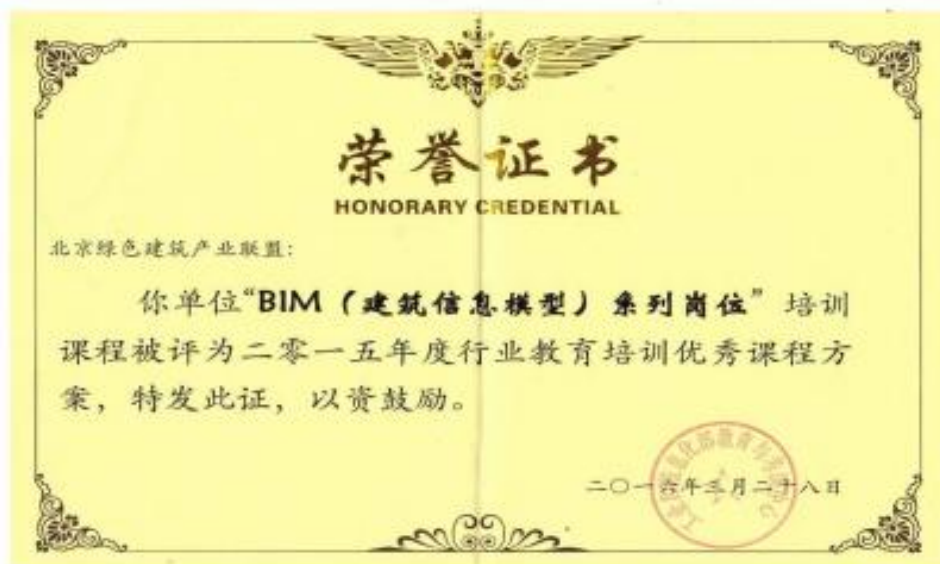 荣誉证书
HONORARY CREDENTIAL
北京绿色建筑产业联盟：
你单位“BIM（建筑信息模型）系列岗位”培训
课程被评为二零一五年度行业教育培训优秀课程方
案，特发此证，以资鼓励。
二〇一六年三月二十八日